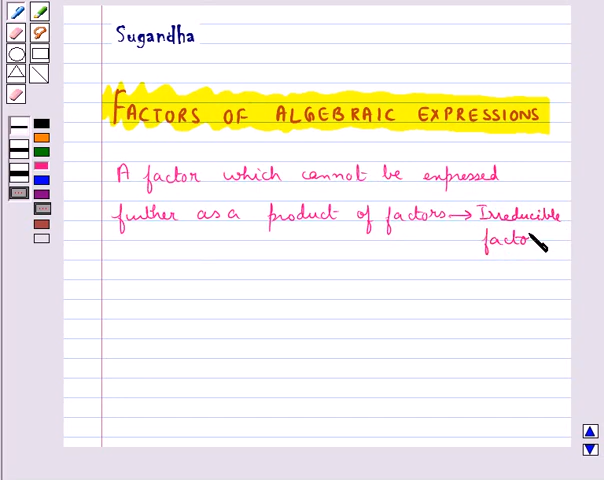 Sugandha
FACTORS OF ALGEBRAIC EXPRESSIONS
A factor which cannot be expressed
further as a product of factors → Irreducible
facto